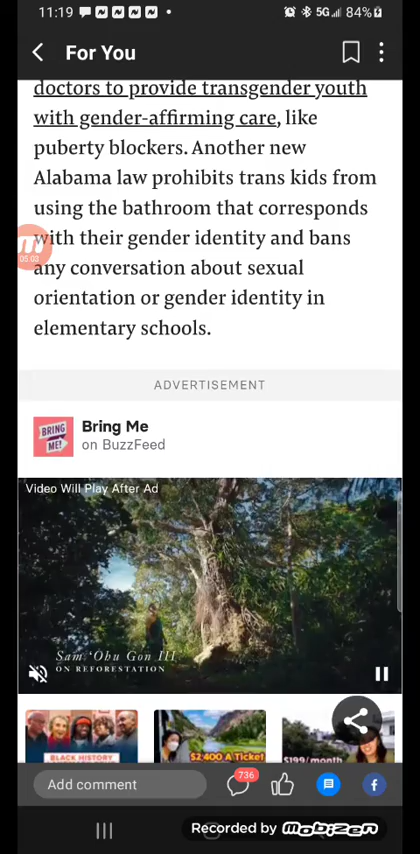 11:19 5G 84%
For You
doctors to provide transgender youth
with gender-affirming care, like
puberty blockers. Another new
Alabama law prohibits trans kids from
using the bathroom that corresponds
with their gender identity and bans
any conversation about sexual
orientation or gender identity in
elementary schools.
05:03
ADVERTISEMENT
BRING ME!
Bring Me
on BuzzFeed
Video Will Play After Ad
Sam ʻOhu Gon III
ON REFORESTATION
BLACK HISTORY
$2,400 A Ticket
$199/month
Add comment
736
Recorded by mobizen